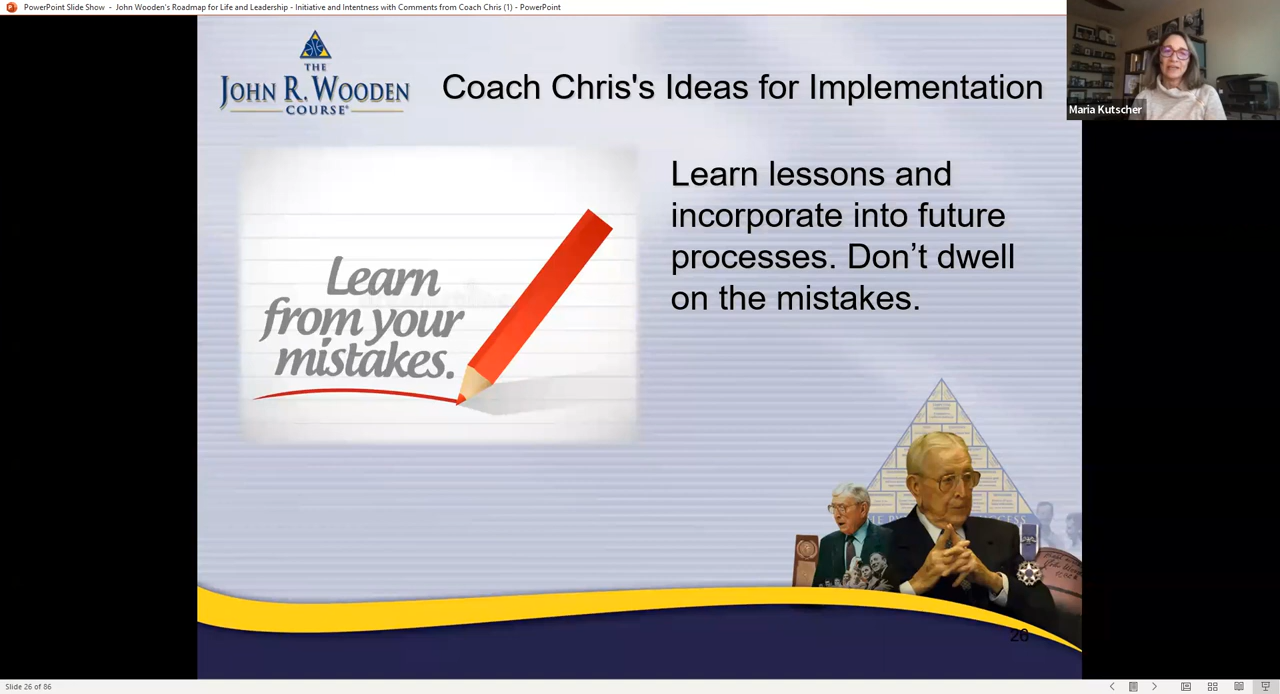 PowerPoint Slide Show - John Wooden's Roadmap for Life and Leadership - Initiative and Intentness with Comments from Coach Chris (1) - PowerPoint
Maria Kutscher
THE
JOHN R. WOODEN
COURSE
Coach Chris's Ideas for Implementation
Learn
from your
mistakes.
Learn lessons and
incorporate into future
processes. Don’t dwell
on the mistakes.
26
Slide 26 of 86